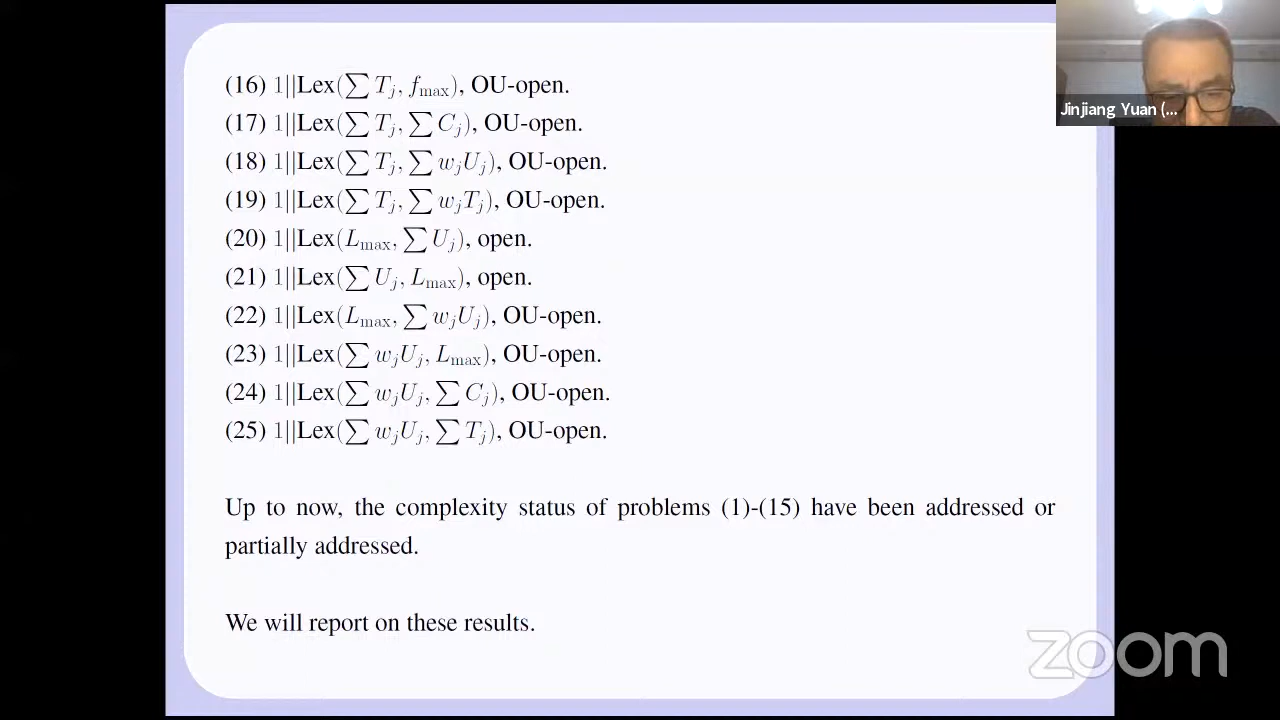 (16) 1||Lex(∑ Tj, fmax), OU-open.
(17) 1||Lex(∑ Tj, ∑ Cj), OU-open.
(18) 1||Lex(∑ Tj, ∑ wjUj), OU-open.
(19) 1||Lex(∑ Tj, ∑ wjTj), OU-open.
(20) 1||Lex(Lmax, ∑ Uj), open.
(21) 1||Lex(∑ Uj, Lmax), open.
(22) 1||Lex(Lmax, ∑ wjUj), OU-open.
(23) 1||Lex(∑ wjUj, Lmax), OU-open.
(24) 1||Lex(∑ wjUj, ∑ Cj), OU-open.
(25) 1||Lex(∑ wjUj, ∑ Tj), OU-open.
Up to now, the complexity status of problems (1)-(15) have been addressed or
partially addressed.
We will report on these results.
Jinjiang Yuan (...
zoom